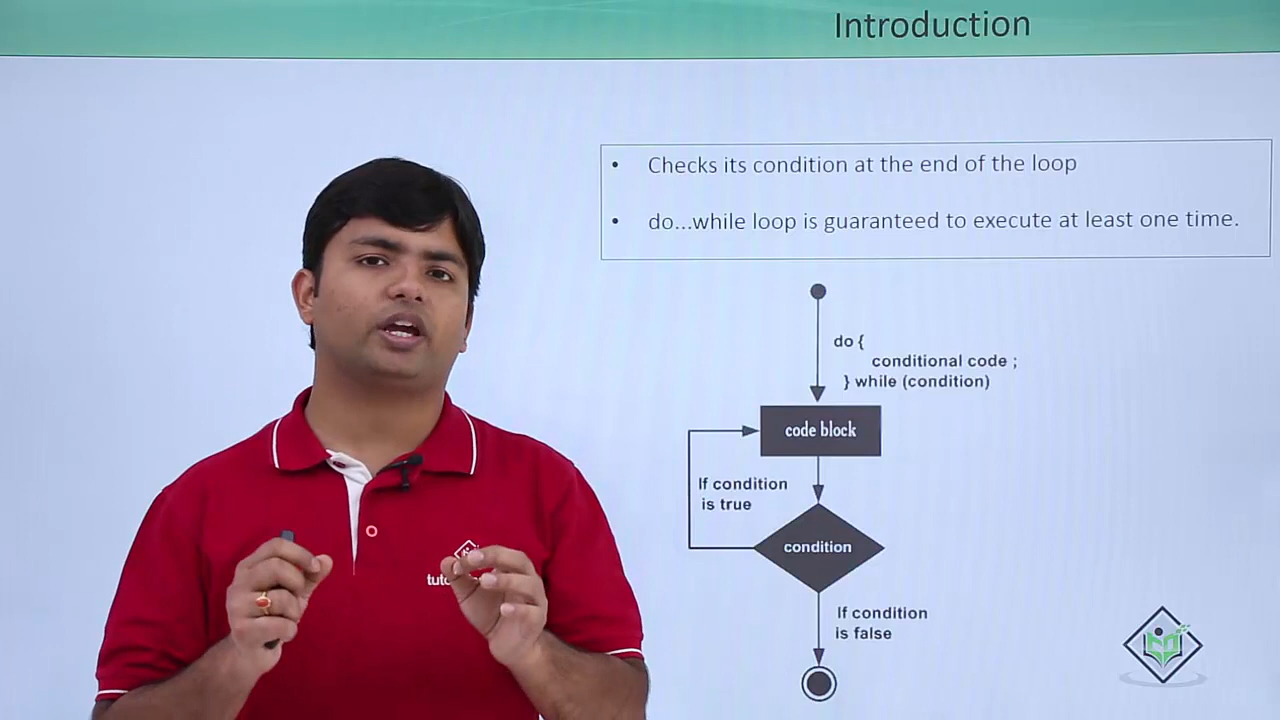 Introduction
• Checks its condition at the end of the loop
• do...while loop is guaranteed to execute at least one time.
do {
conditional code ;
} while (condition)
code block
If condition
is true
condition
If condition
is false